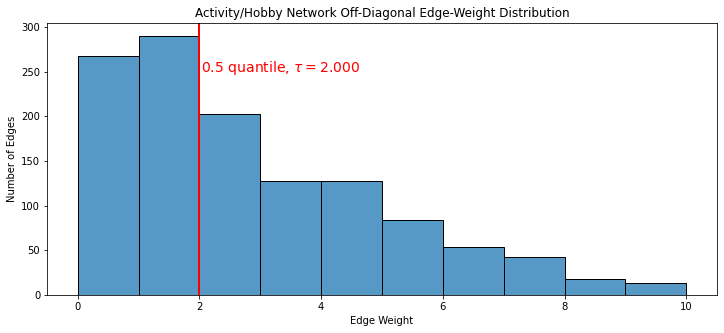 Activity/Hobby Network Off-Diagonal Edge-Weight Distribution
300
250
200
150
100
50
0
Number of Edges
0.5 quantile, τ = 2.000
0 2 4 6 8 10
Edge Weight